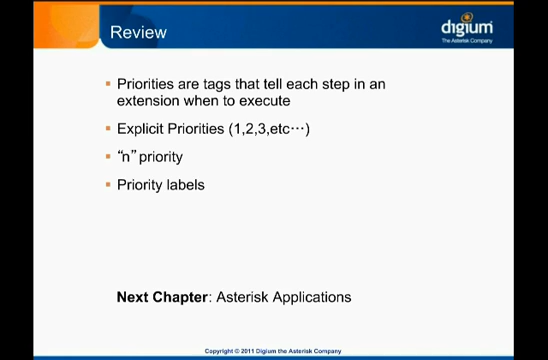 Review
digium
The Asterisk Company
Priorities are tags that tell each step in an
extension when to execute
Explicit Priorities (1,2,3,etc…)
“n” priority
Priority labels
Next Chapter: Asterisk Applications
Copyright © 2011 Digium the Asterisk Company